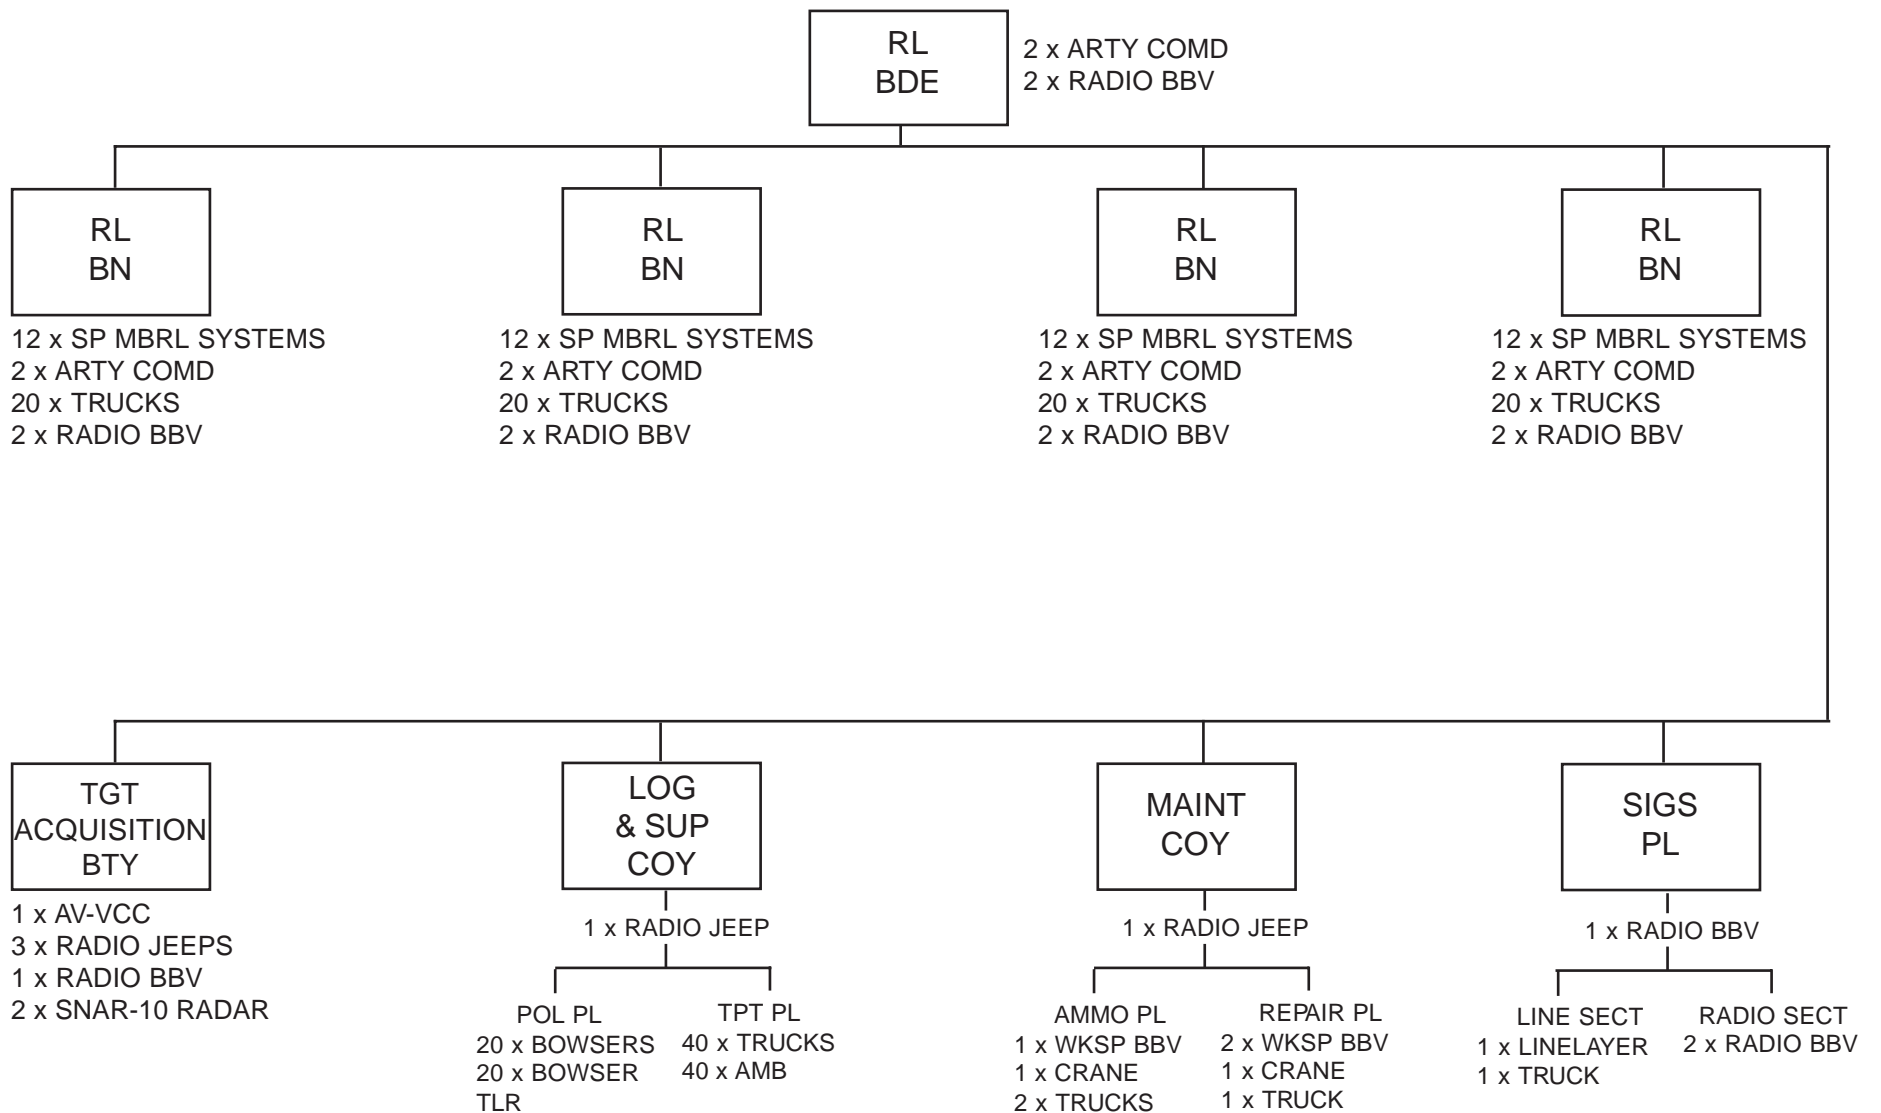 RL
BDE
2 x ARTY COMD
2 x RADIO BBV
RL
BN
12 x SP MBRL SYSTEMS
2 x ARTY COMD
20 x TRUCKS
2 x RADIO BBV
RL
BN
12 x SP MBRL SYSTEMS
2 x ARTY COMD
20 x TRUCKS
2 x RADIO BBV
RL
BN
12 x SP MBRL SYSTEMS
2 x ARTY COMD
20 x TRUCKS
2 x RADIO BBV
RL
BN
12 x SP MBRL SYSTEMS
2 x ARTY COMD
20 x TRUCKS
2 x RADIO BBV
TGT
ACQUISITION
BTY
1 x AV-VCC
3 x RADIO JEEPS
1 x RADIO BBV
2 x SNAR-10 RADAR
LOG
& SUP
COY
1 x RADIO JEEP
POL PL
20 x BOWSERS
20 x BOWSER
TLR
TPT PL
40 x TRUCKS
40 x AMB
MAINT
COY
1 x RADIO JEEP
AMMO PL
1 x WKSP BBV
1 x CRANE
2 x TRUCKS
REPAIR PL
2 x WKSP BBV
1 x CRANE
1 x TRUCK
SIGS
PL
1 x RADIO BBV
LINE SECT
1 x LINELAYER
1 x TRUCK
RADIO SECT
2 x RADIO BBV